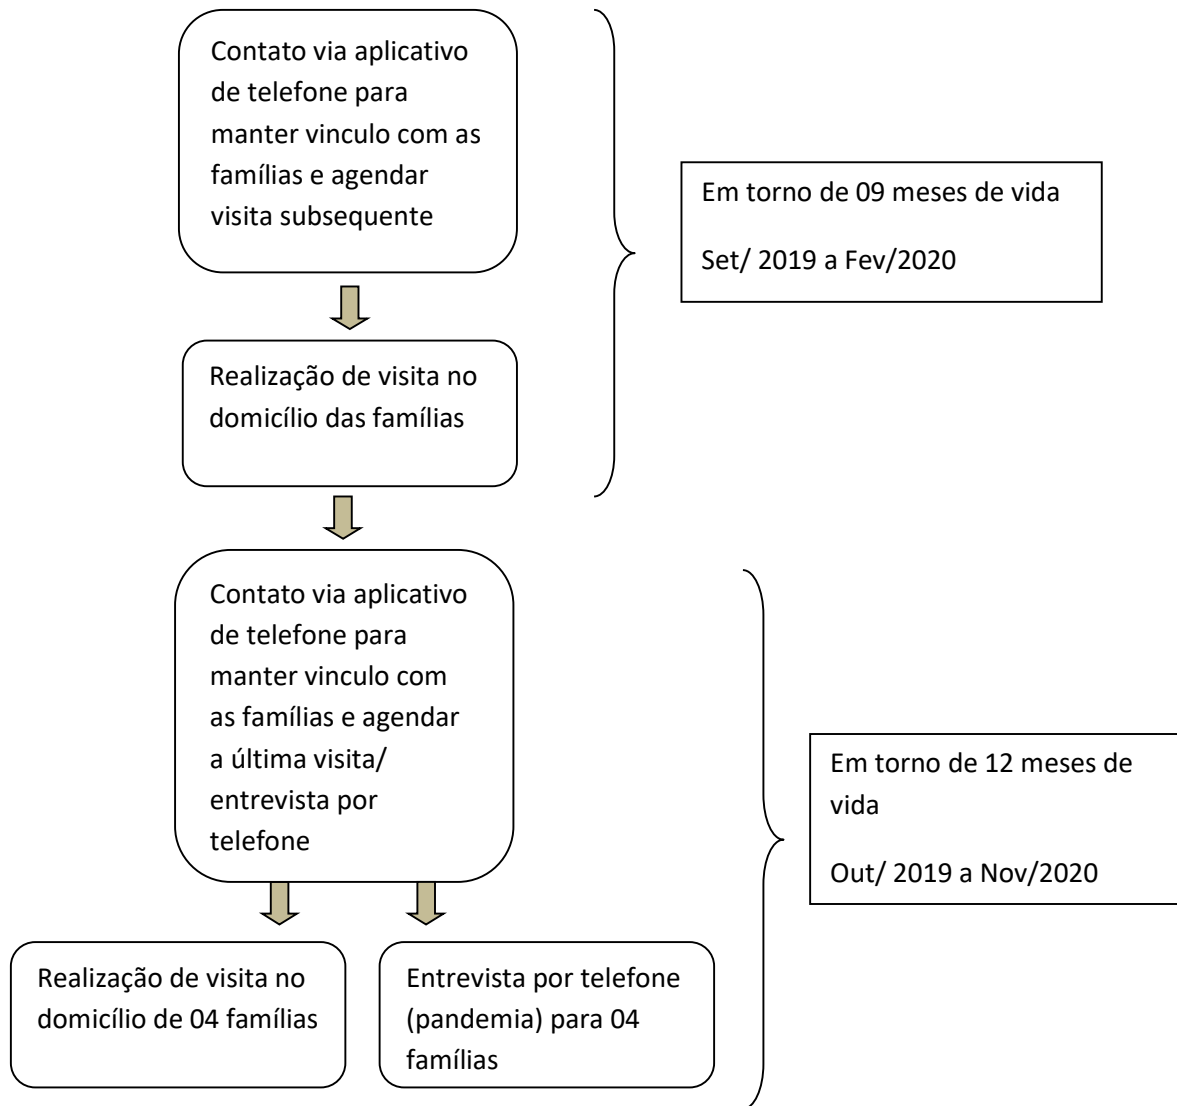 Contato via aplicativo
de telefone para
manter vinculo com as
famílias e agendar
visita subsequente
Em torno de 09 meses de vida
Set/ 2019 a Fev/2020
Realização de visita no
domicílio das famílias
Contato via aplicativo
de telefone para
manter vinculo com
as famílias e agendar
a última visita/
entrevista por
telefone
Em torno de 12 meses de
vida
Out/ 2019 a Nov/2020
Realização de visita no
domicílio de 04 famílias
Entrevista por telefone
(pandemia) para 04
famílias